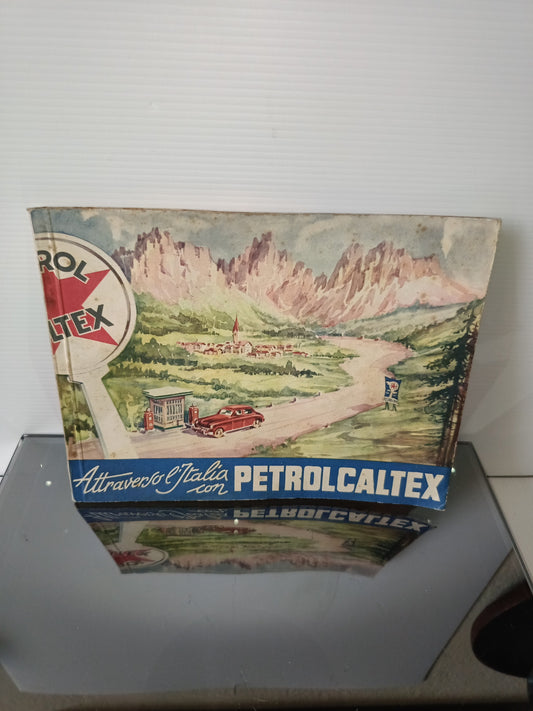 ROL
LTEX
Attraverso l'Italia
con PETROLCALTEX